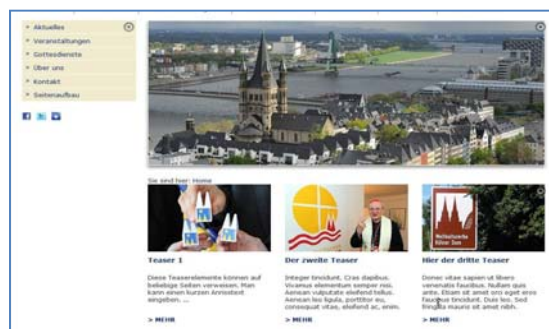 Aktuelles
Veranstaltungen
Gottesdienste
Über uns
Kontakt
Seitenaufbau
Sie sind hier: Home
Teaser 1
Diese Teaserelemente können auf
beliebige Seiten verweisen. Man
kann einen kurzen Anrisstext
eingeben. ...
> MEHR
Der zweite Teaser
Integer tincidunt. Cras dapibus.
Vivamus elementum semper nisi.
Aenean vulputate eleifend tellus.
Aenean leo ligula, porttitor eu,
consequat vitae, eleifend ac, enim.
> MEHR
Hier der dritte Teaser
Donec vitae sapien ut libero
venenatis faucibus. Nullam quis
ante. Etiam sit amet orci eget eros
faucibus tincidunt. Duis leo. Sed
fringilla mauris sit amet nibh.
> MEHR